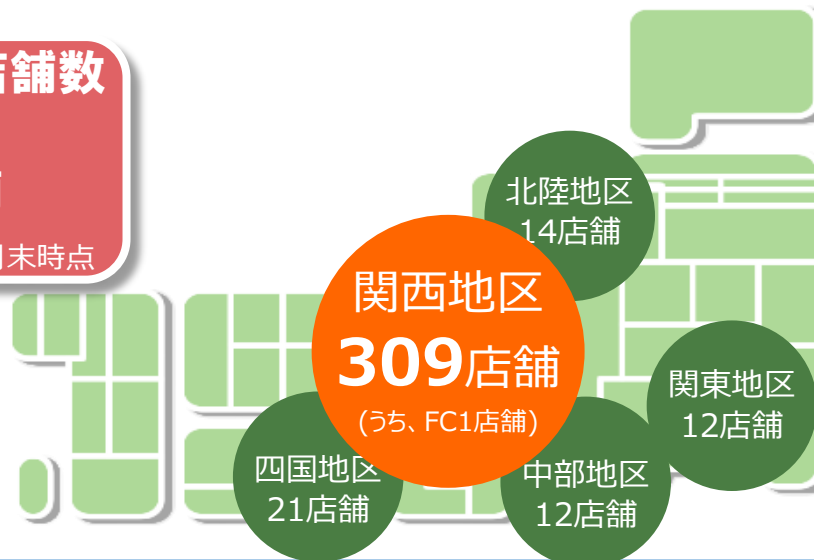 店舗数
末時点
北陸地区
14店舗
関西地区
309店舗
(うち、FC1店舗)
関東地区
12店舗
四国地区
21店舗
中部地区
12店舗